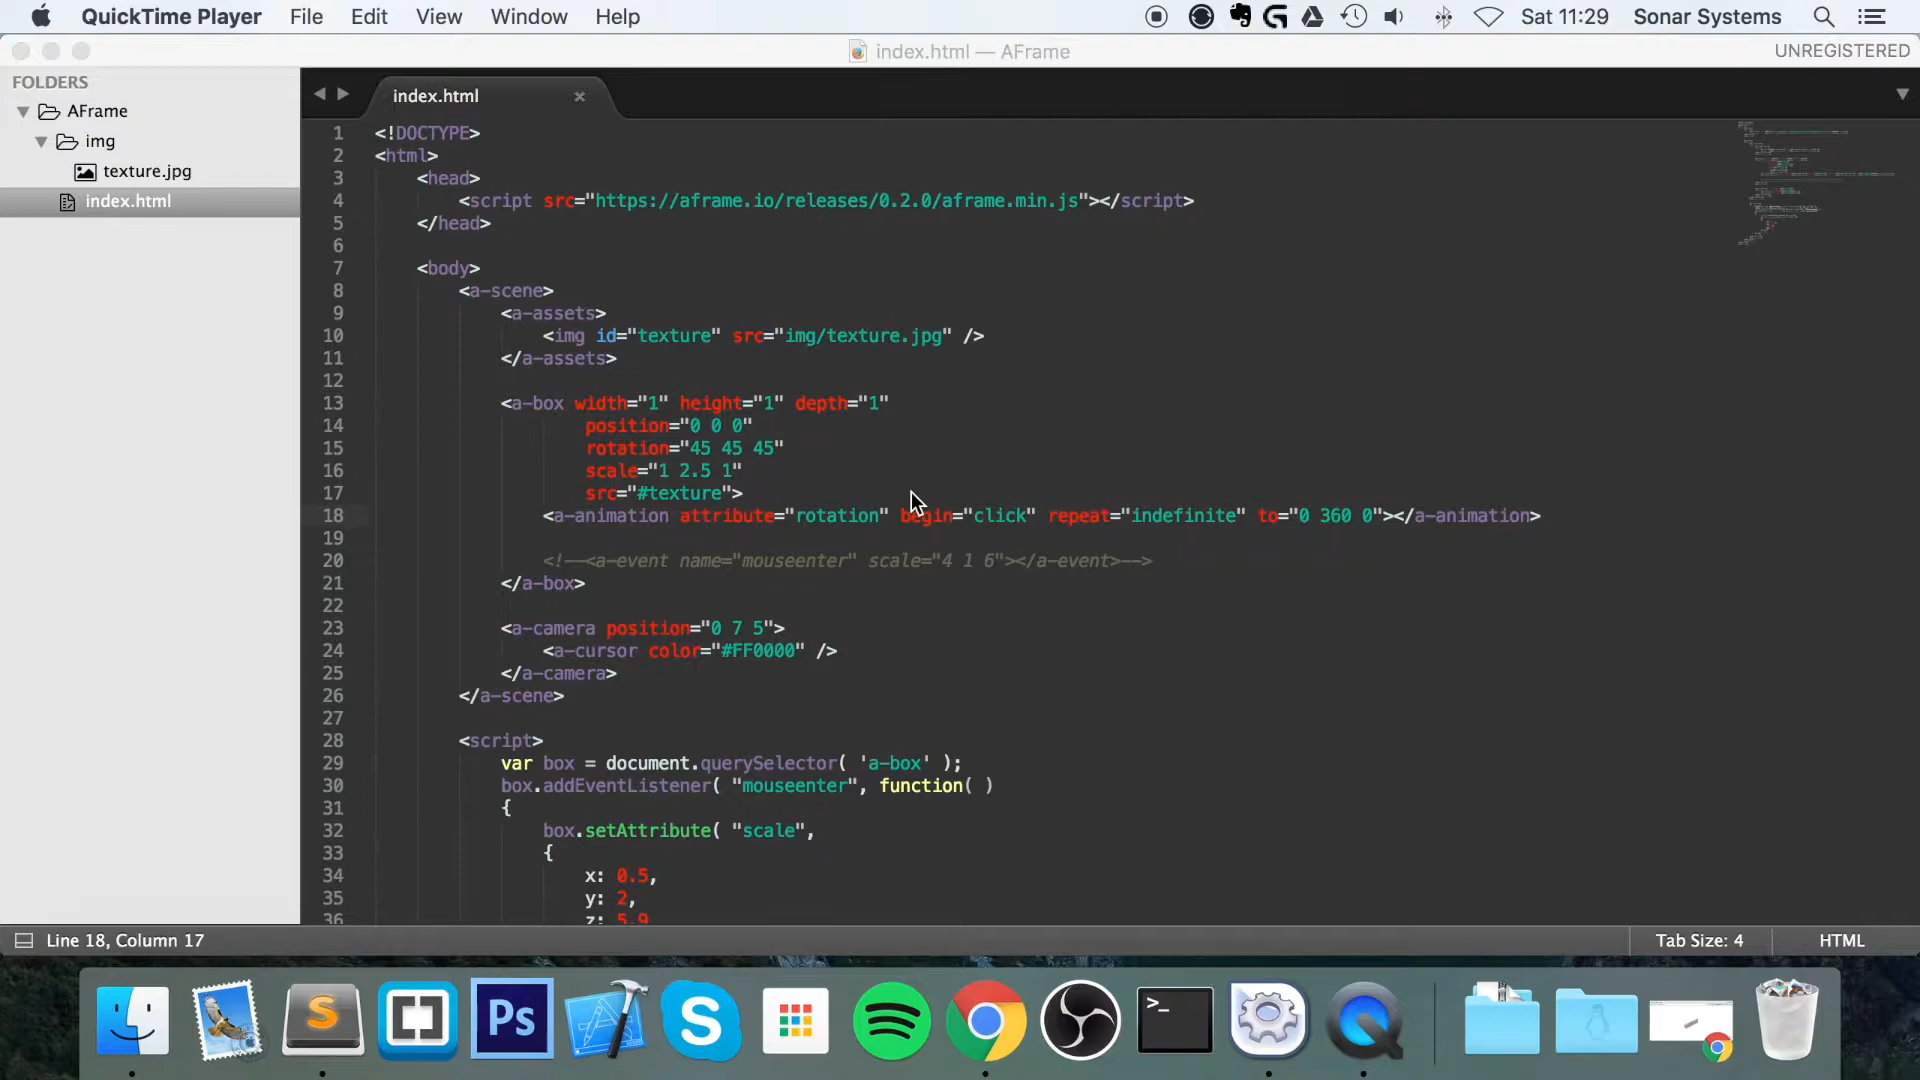 QuickTime Player File Edit View Window Help Sat 11:29 Sonar Systems
index.html — AFrame UNREGISTERED
FOLDERS
AFrame
img
texture.jpg
index.html
index.html
1 <!DOCTYPE>
2 <html>
3 <head>
4 <script src="https://aframe.io/releases/0.2.0/aframe.min.js"></script>
5 </head>
6
7 <body>
8 <a-scene>
9 <a-assets>
10 <img id="texture" src="img/texture.jpg" />
11 </a-assets>
12
13 <a-box width="1" height="1" depth="1"
14 position="0 0 0"
15 rotation="45 45 45"
16 scale="1 2.5 1"
17 src="#texture">
18 <a-animation attribute="rotation" begin="click" repeat="indefinite" to="0 360 0"></a-animation>
19
20 <!--<a-event name="mouseenter" scale="4 1 6"></a-event>-->
21 </a-box>
22
23 <a-camera position="0 7 5">
24 <a-cursor color="#FF0000" />
25 </a-camera>
26 </a-scene>
27
28 <script>
29 var box = document.querySelector( 'a-box' );
30 box.addEventListener( "mouseenter", function( )
31 {
32 box.setAttribute( "scale",
33 {
34 x: 0.5,
35 y: 2,
36 z: 5.9
Line 18, Column 17 Tab Size: 4 HTML
S Ps S >_